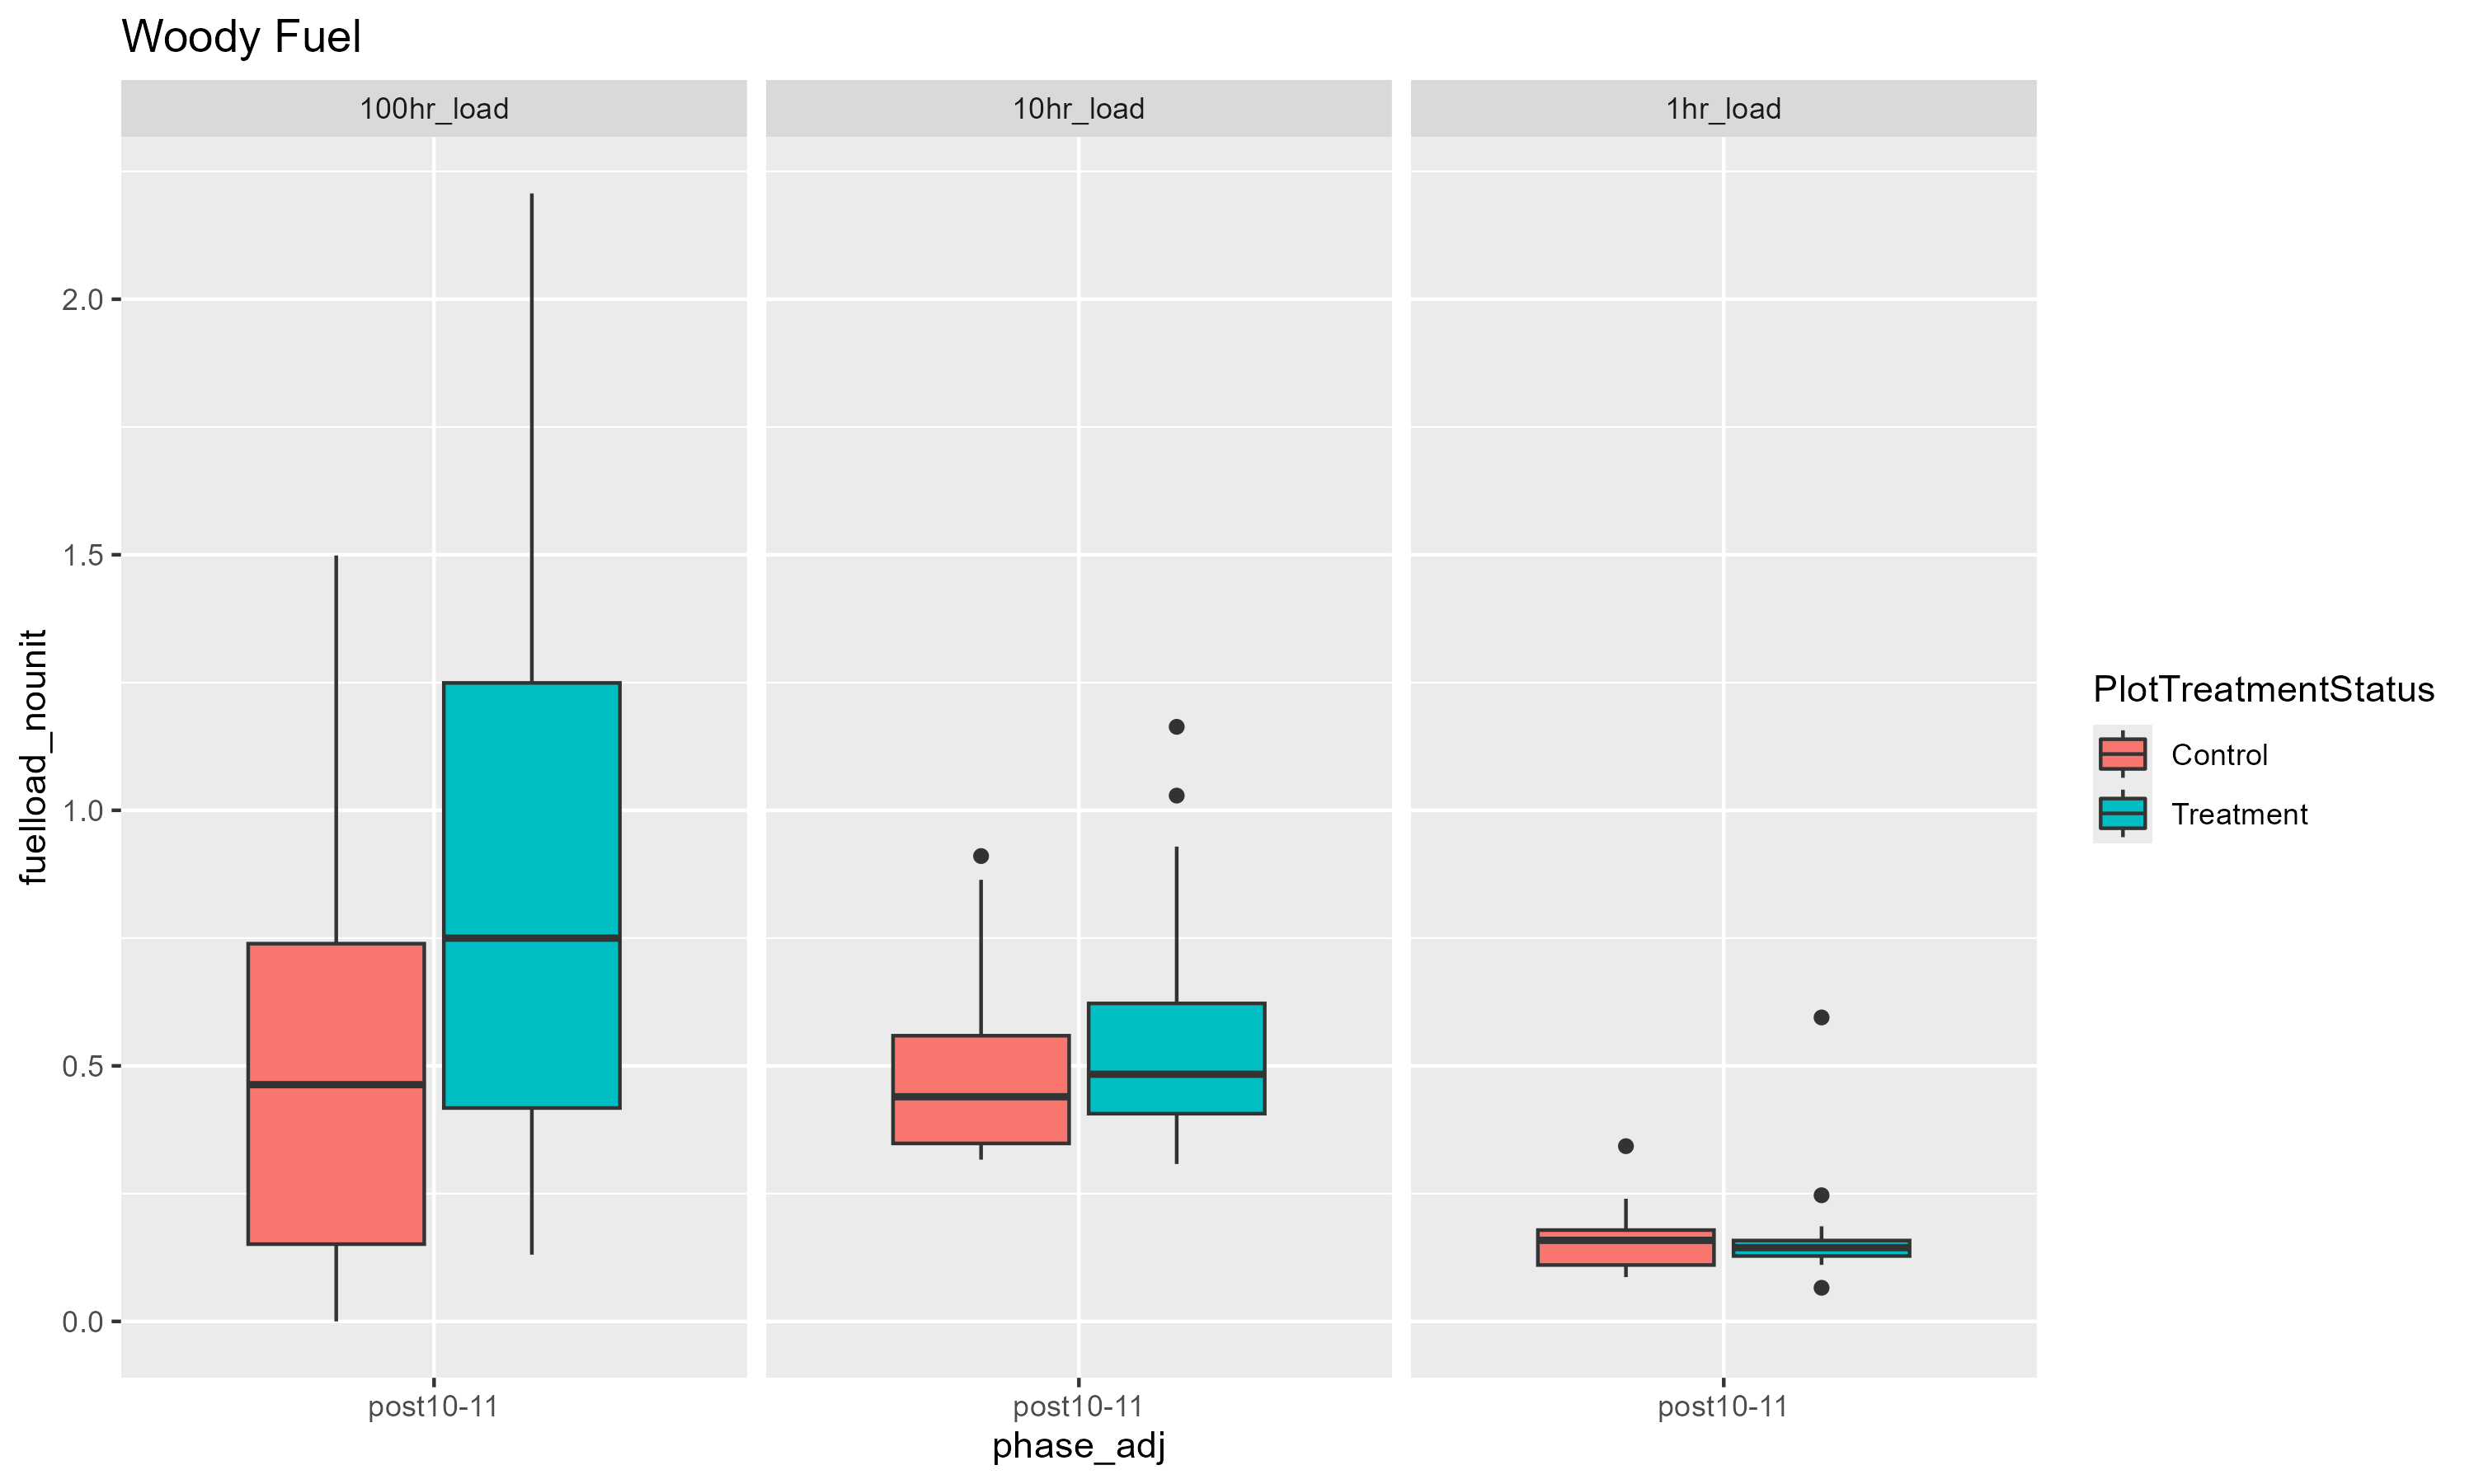 Woody Fuel
100hr_load
10hr_load
1hr_load
fuelload_nounit
2.0
1.5
1.0
0.5
0.0
post10-11
post10-11
post10-11
phase_adj
PlotTreatmentStatus
Control
Treatment